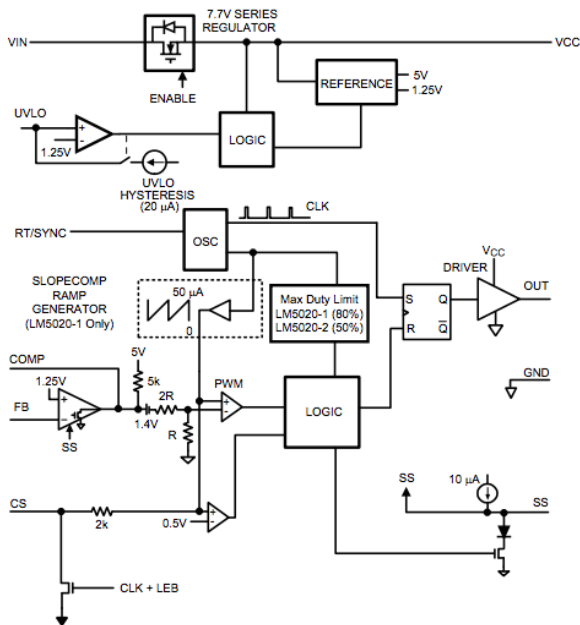 7.7V SERIES
REGULATOR
VIN
VCC
ENABLE
REFERENCE
5V
1.25V
UVLO
+
-
1.25V
LOGIC
UVLO
HYSTERESIS
(20 µA)
CLK
RT/SYNC
OSC
VCC
DRIVER
SLOPECOMP
RAMP
GENERATOR
(LM5020-1 Only)
50 µA
0
Max Duty Limit
LM5020-1 (80%)
LM5020-2 (50%)
S Q
R Q
OUT
COMP
5V
5k
1.25V
+
-
FB
SS
1.4V
2R
R
PWM
+
-
LOGIC
GND
CS
2k
0.5V
+
-
SS
10 µA
SS
CLK + LEB